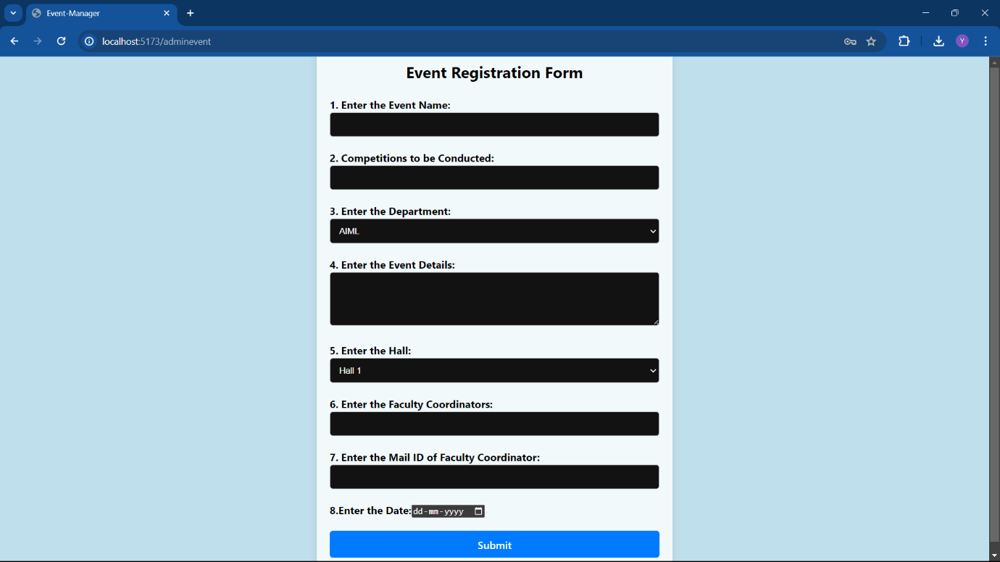 Event-Manager
localhost:5173/adminevent
Y
Event Registration Form
1. Enter the Event Name:
2. Competitions to be Conducted:
3. Enter the Department:
AIML
4. Enter the Event Details:
5. Enter the Hall:
Hall 1
6. Enter the Faculty Coordinators:
7. Enter the Mail ID of Faculty Coordinator:
8.Enter the Date: dd-mm-yyyy
Submit